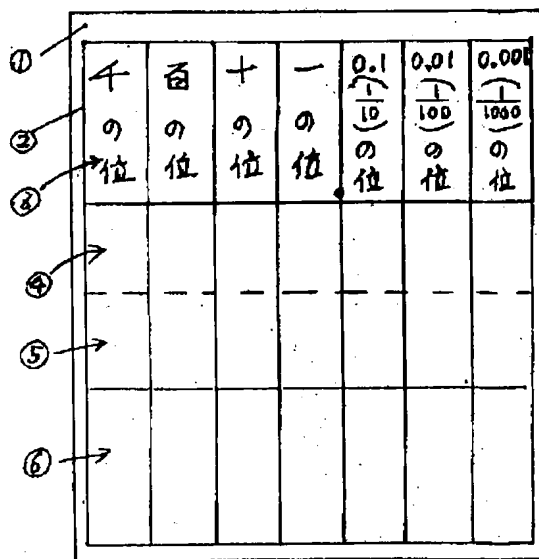 ①
②
③
④
⑤
⑥
千の位
百の位
十の位
一の位
0.1
(1/10)
の位
0.01
(1/100)
の位
0.001
(1/1000)
の位